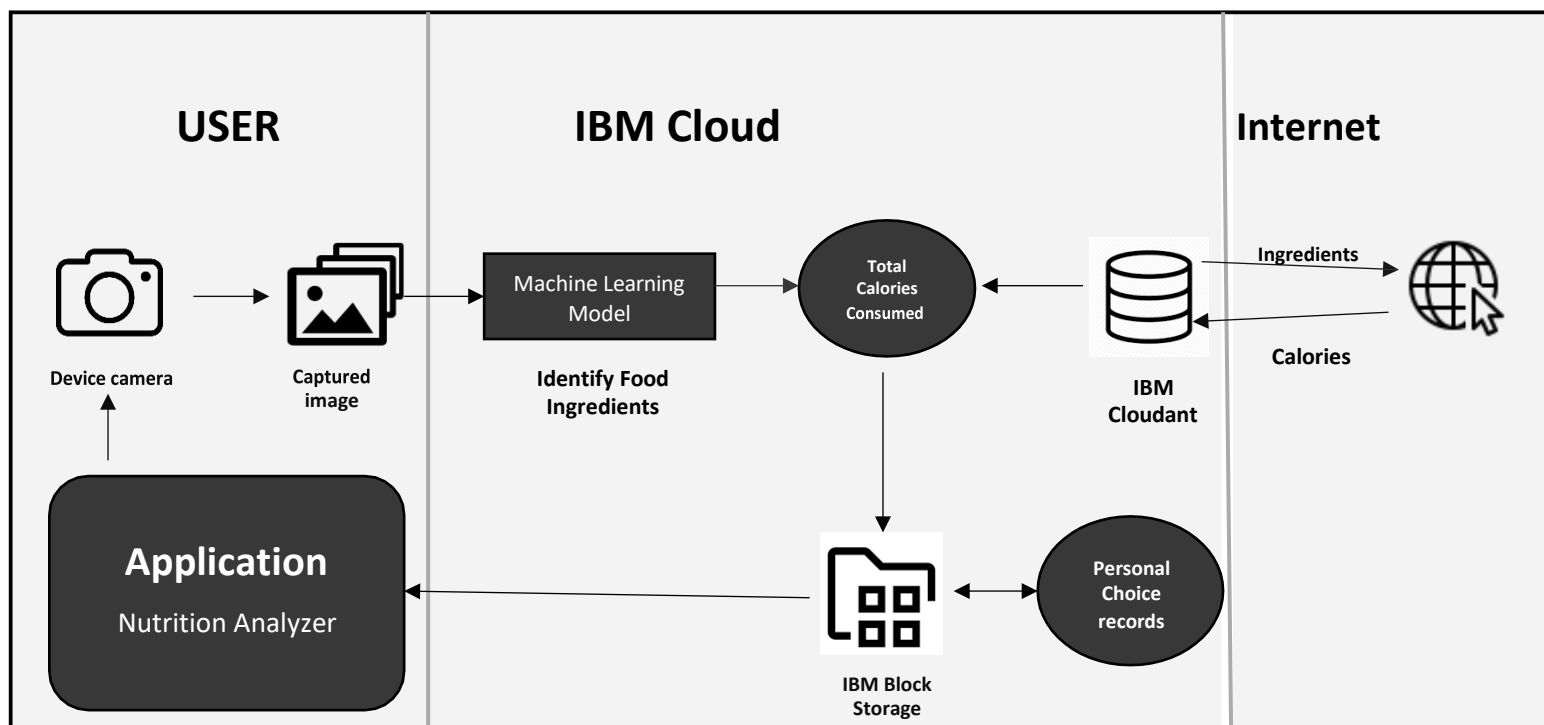 USER
IBM Cloud
Internet
Device camera
Captured
image
Machine Learning
Model
Identify Food
Ingredients
Total
Calories
Consumed
IBM
Cloudant
Ingredients
Calories
Application
Nutrition Analyzer
IBM Block
Storage
Personal
Choice
records